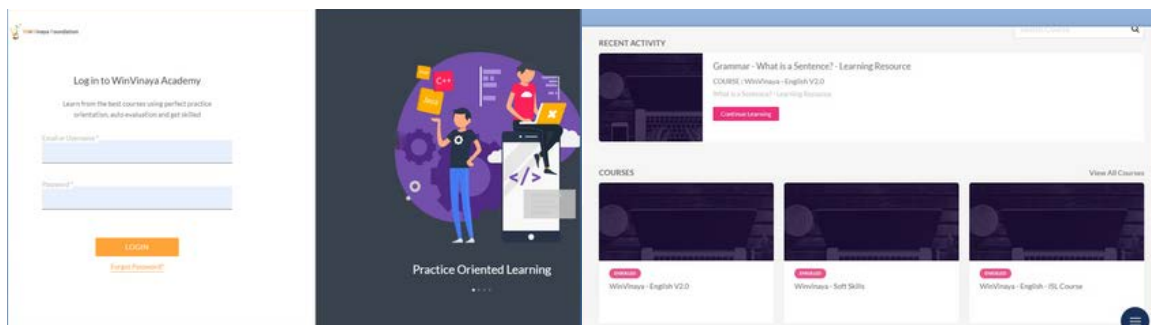 WinVinaya Foundation
Log in to WinVinaya Academy
Learn from the best courses using perfect practice
orientation, auto evaluation and get skilled
Email or Username *
Password *
LOGIN
Forgot Password?
C++
Java
</>
Practice Oriented Learning
Search Course
RECENT ACTIVITY
Grammar - What is a Sentence? - Learning Resource
COURSE : WinVinaya - English V2.0
What is a Sentence? - Learning Resource
Continue Learning
COURSES
View All Courses
ENROLLED
WinVinaya - English V2.0
ENROLLED
Winvinaya - Soft Skills
ENROLLED
WinVinaya - English - ISL Course